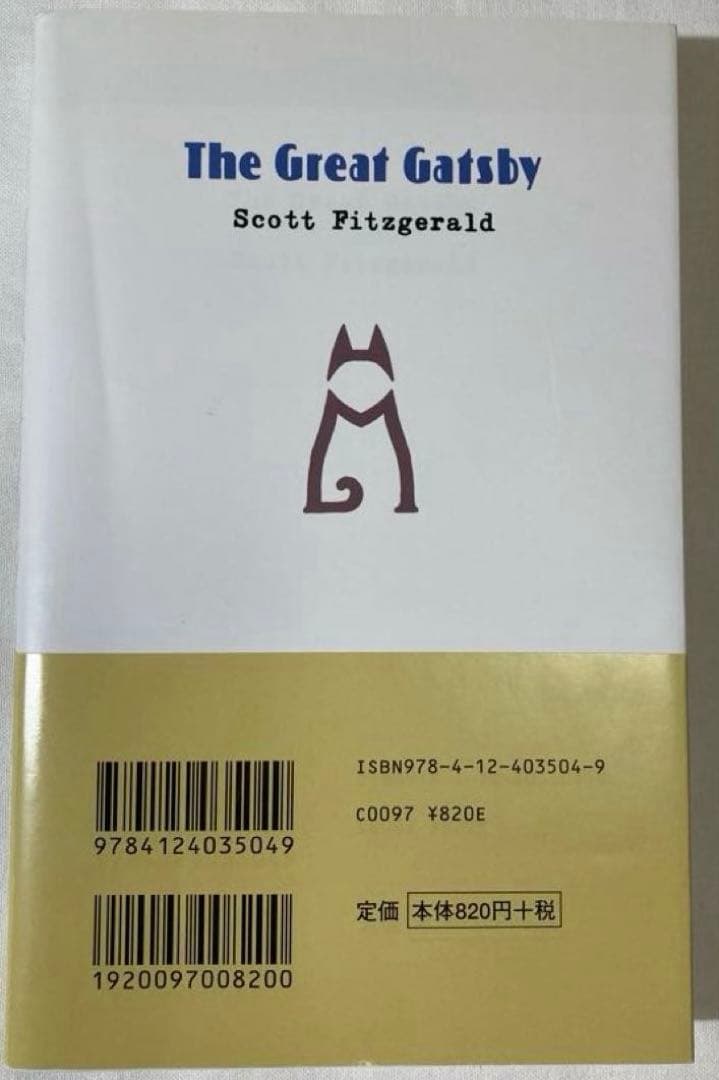 The Great Gatsby
Scott Fitzgerald
ISBN978-4-12-403504-9
C0097 ¥820E
9784124035049
定価 本体820円+税
1920097008200